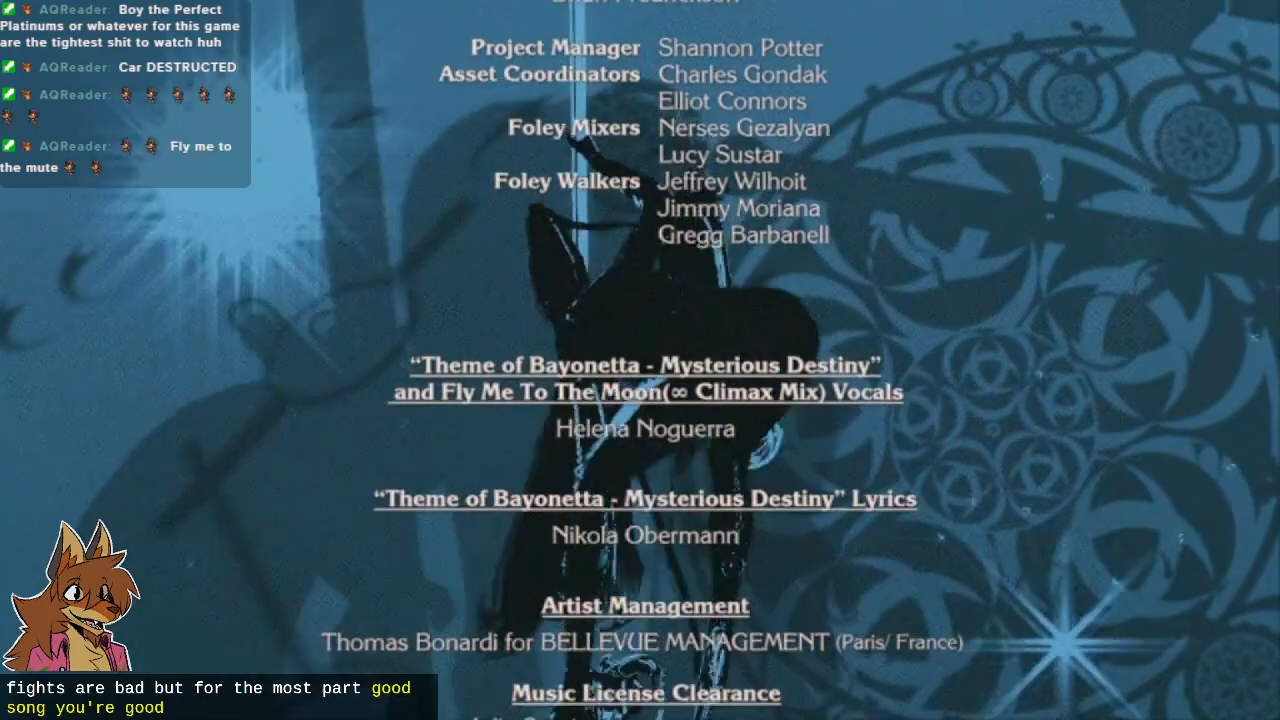 AQReader: Boy the Perfect
Platinums or whatever for this game
are the tightest shit to watch huh
AQReader: Car DESTRUCTED
AQReader:
AQReader: Fly me to
the mute
Project Manager Shannon Potter
Asset Coordinators Charles Gondak
Elliot Connors
Foley Mixers Nerses Gezalyan
Lucy Sustar
Foley Walkers Jeffrey Wilhoit
Jimmy Moriana
Gregg Barbanell
“Theme of Bayonetta - Mysterious Destiny”
and Fly Me To The Moon(∞ Climax Mix) Vocals
Helena Noguerra
“Theme of Bayonetta - Mysterious Destiny” Lyrics
Nikola Obermann
Artist Management
Thomas Bonardi for BELLEVUE MANAGEMENT (Paris/ France)
Music License Clearance
fights are bad but for the most part good
song you're good